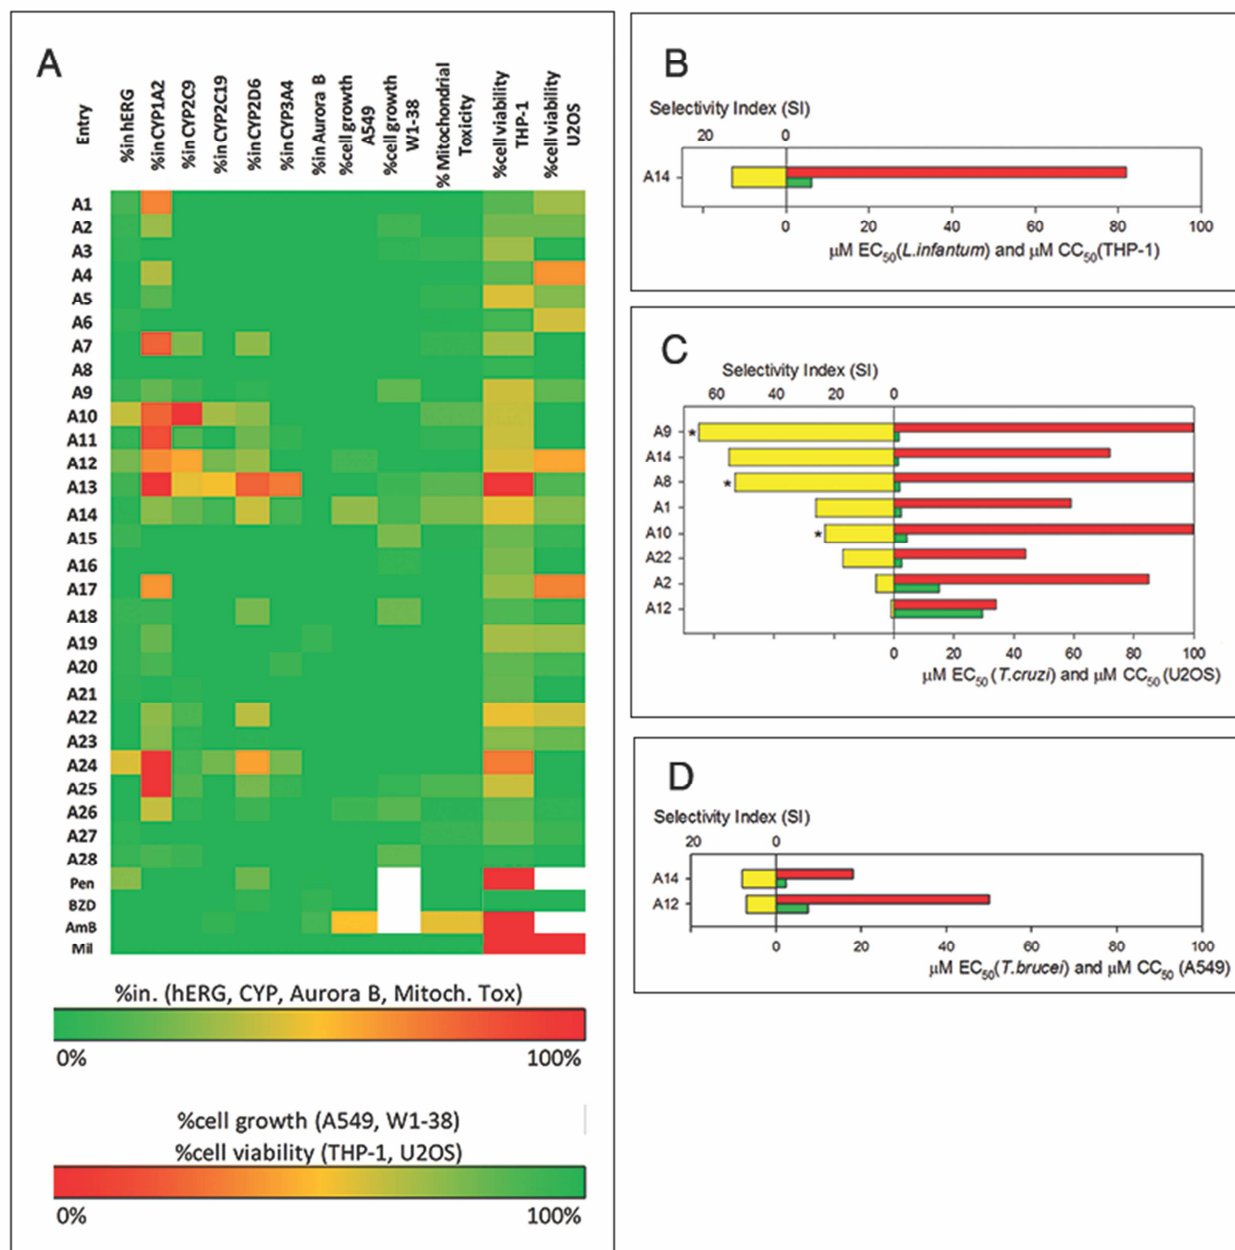 A
Entry
%in hERG
%in CYP1A2
%in CYP2C9
%in CYP2C19
%in CYP2D6
%in CYP3A4
%in Aurora B
%cell growth
A549
%cell growth
W1-38
% Mitochondrial
Toxicity
%cell viability
THP-1
%cell viability
U2OS
A1
A2
A3
A4
A5
A6
A7
A8
A9
A10
A11
A12
A13
A14
A15
A16
A17
A18
A19
A20
A21
A22
A23
A24
A25
A26
A27
A28
Pen
BZD
AmB
Mil
%in. (hERG, CYP, Aurora B, Mitoch. Tox)
0% 100%
%cell growth (A549, W1-38)
%cell viability (THP-1, U2OS)
0% 100%
B
Selectivity Index (SI)
20 0
A14
0 20 40 60 80 100
μM EC50(L.infantum) and μM CC50(THP-1)
C
Selectivity Index (SI)
60 40 20 0
A9 *
A14
A8 *
A1
A10 *
A22
A2
A12
0 20 40 60 80 100
μM EC50(T.cruzi) and μM CC50(U2OS)
D
Selectivity Index (SI)
20 0
A14
A12
0 20 40 60 80 100
μM EC50(T.brucei) and μM CC50 (A549)